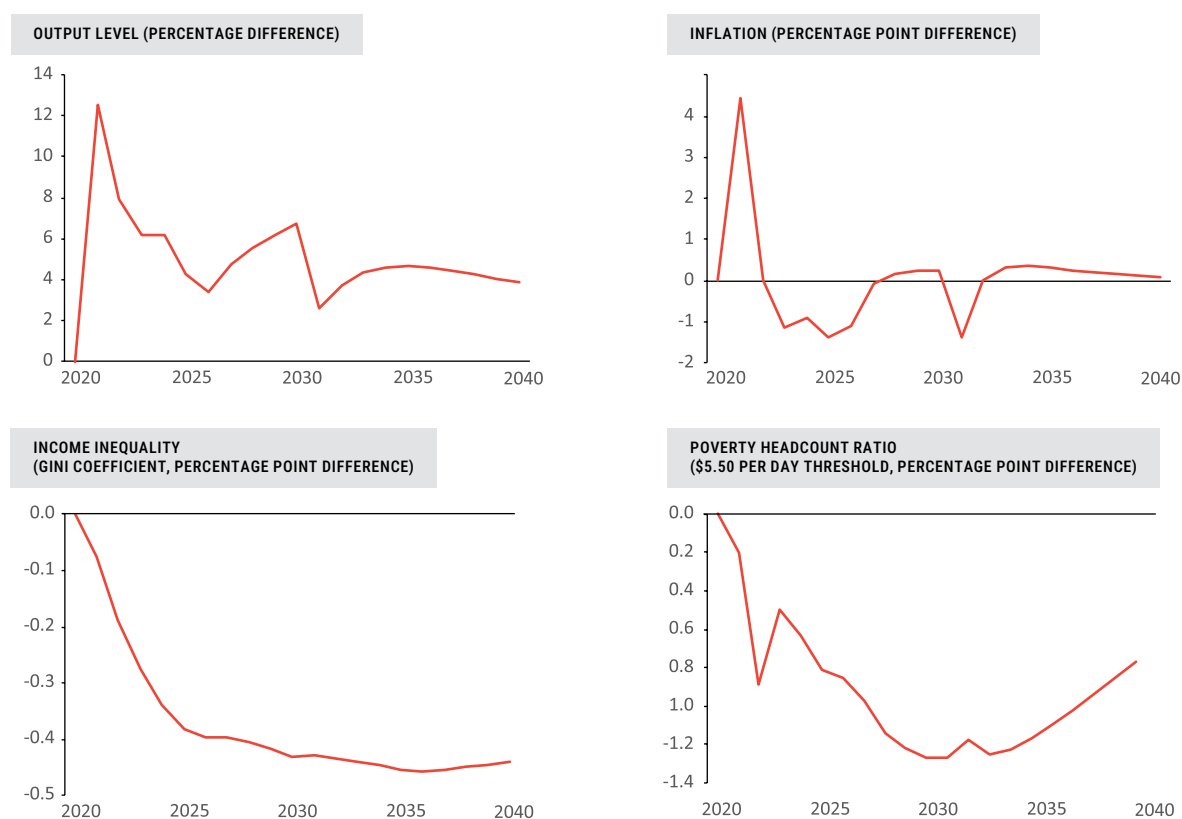 OUTPUT LEVEL (PERCENTAGE DIFFERENCE)
14
12
10
8
6
4
2
0
2020 2025 2030 2035 2040
INFLATION (PERCENTAGE POINT DIFFERENCE)
4
3
2
1
0
-1
-2
2020 2025 2030 2035 2040
INCOME INEQUALITY
(GINI COEFFICIENT, PERCENTAGE POINT DIFFERENCE)
0.0
-0.1
-0.2
-0.3
-0.4
-0.5
2020 2025 2030 2035 2040
POVERTY HEADCOUNT RATIO
($5.50 PER DAY THRESHOLD, PERCENTAGE POINT DIFFERENCE)
0.0
0.2
0.4
0.6
0.8
1.0
-1.2
-1.4
2020 2025 2030 2035 2040